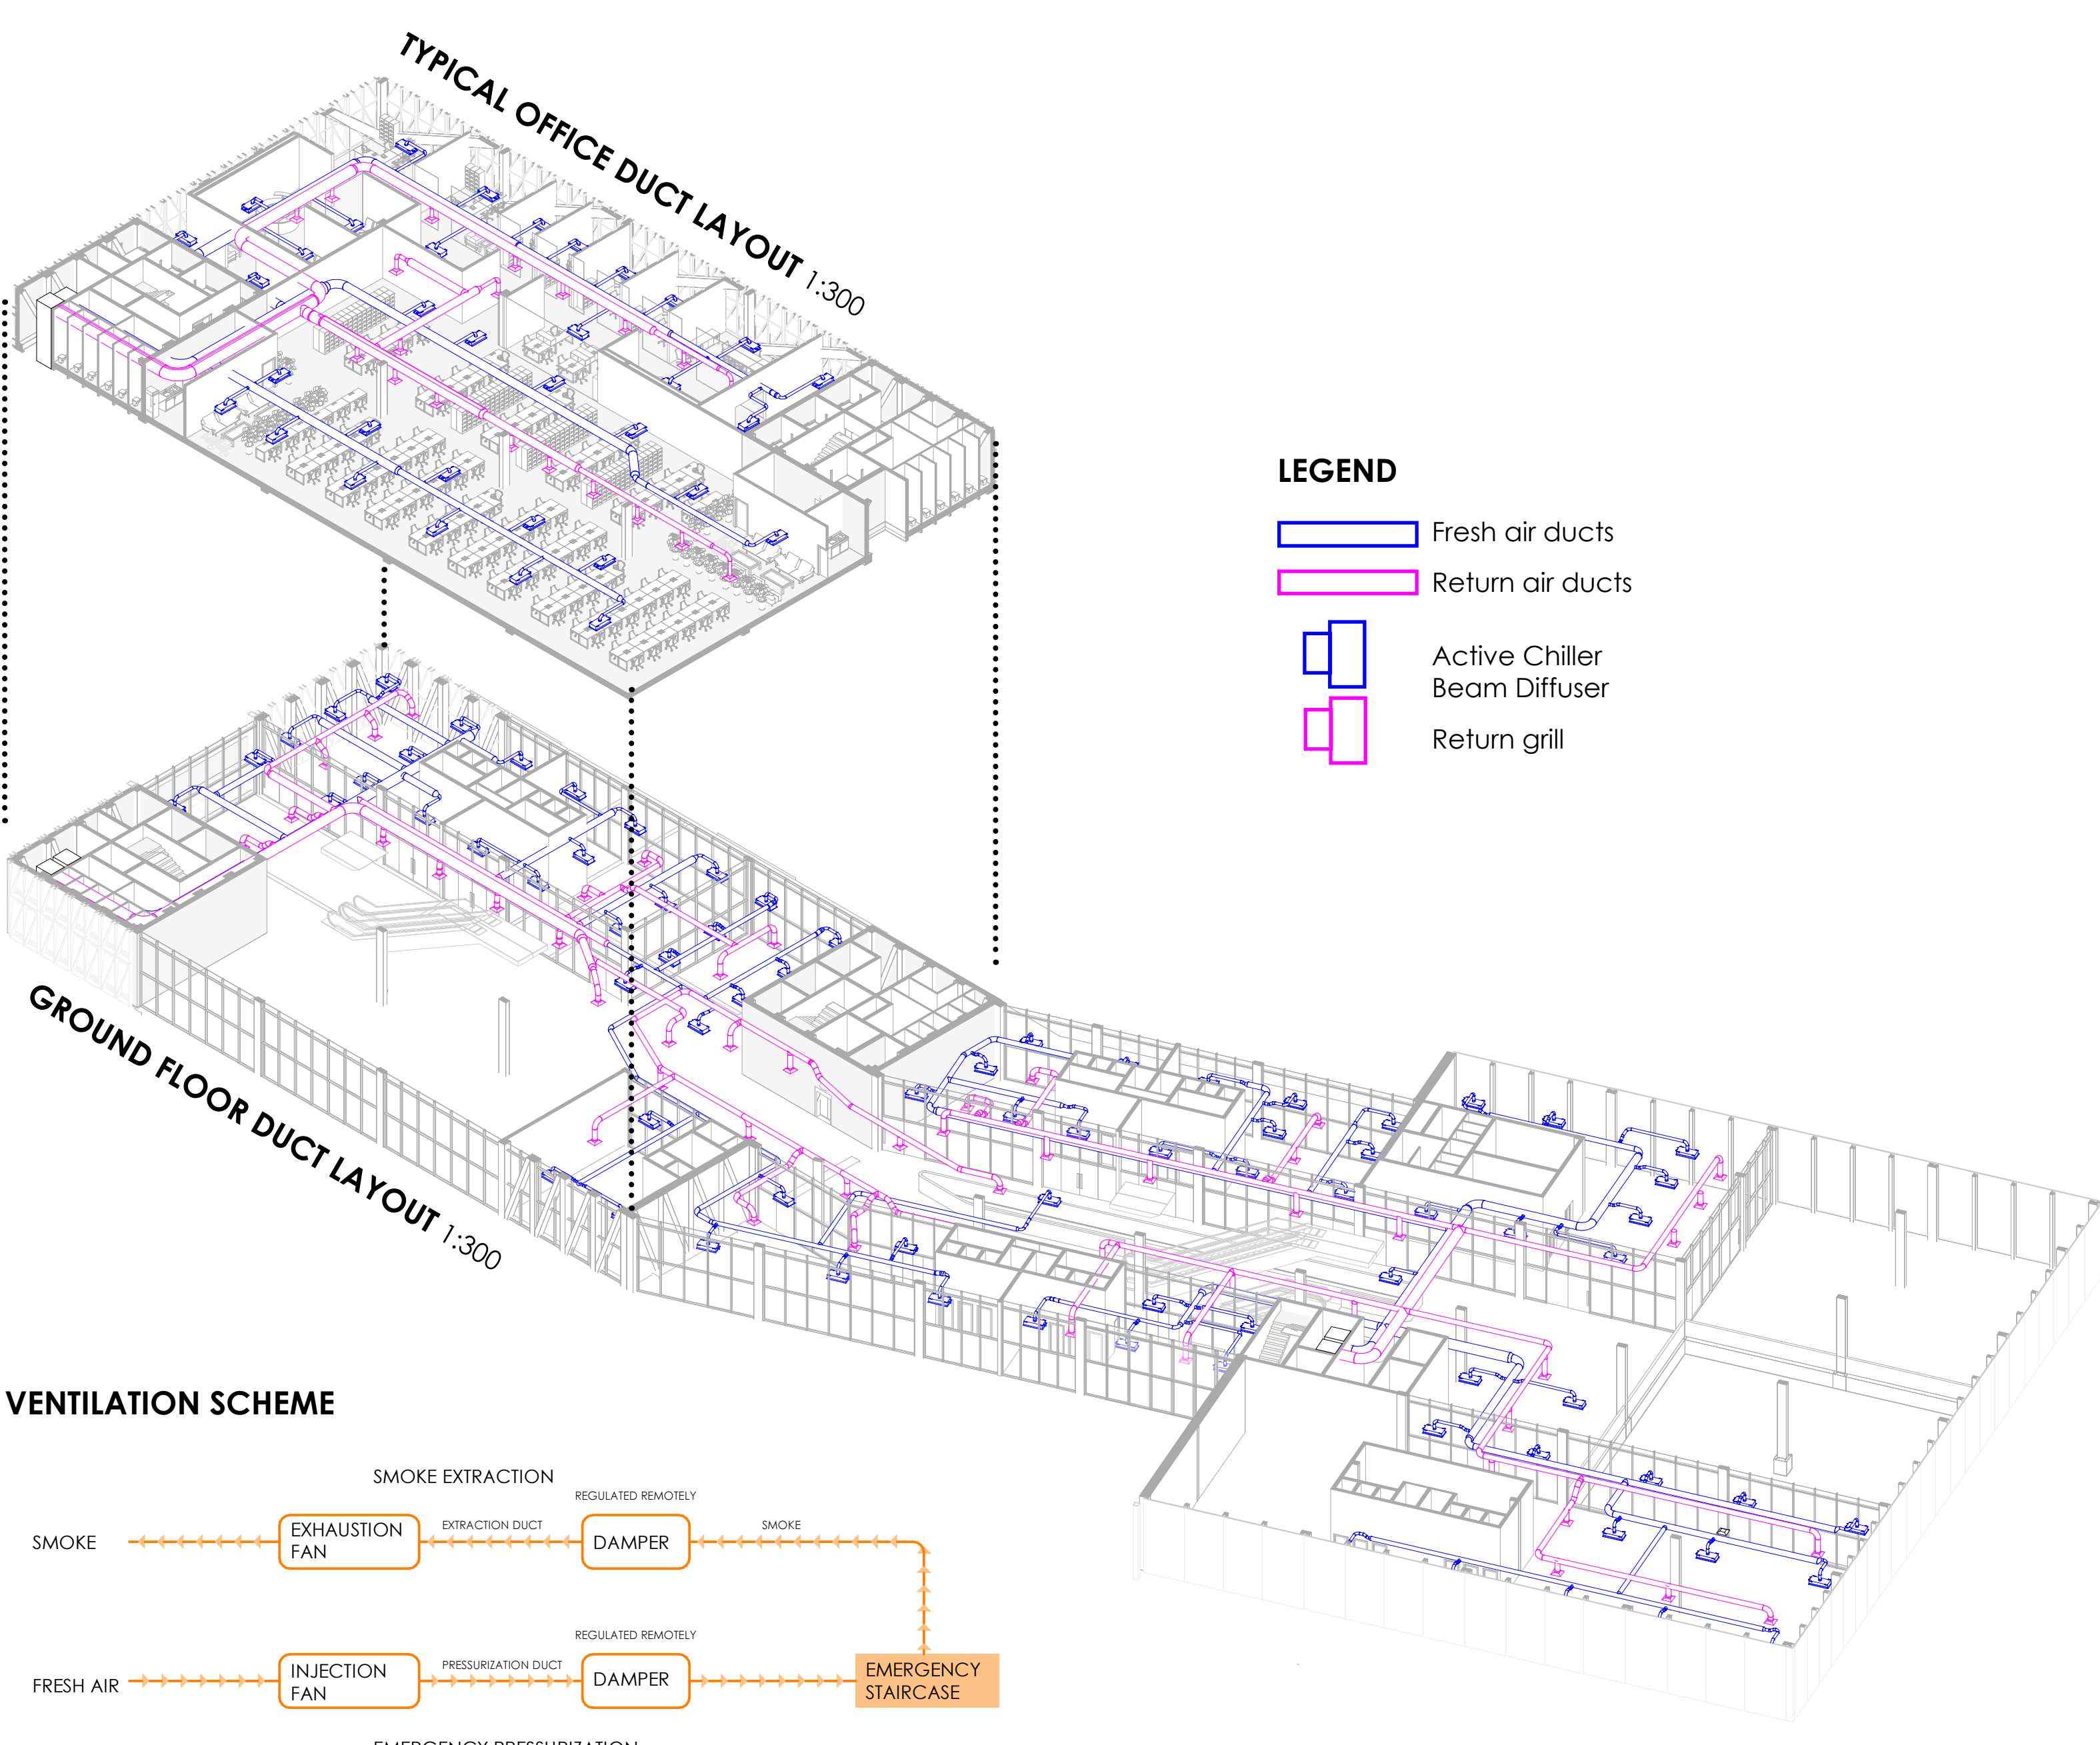 TYPICAL OFFICE DUCT LAYOUT 1:300
LEGEND
Fresh air ducts
Return air ducts
Active Chiller
Beam Diffuser
Return grill
GROUND FLOOR DUCT LAYOUT 1:300
VENTILATION SCHEME
SMOKE EXTRACTION
REGULATED REMOTELY
SMOKE
EXHAUSTION
FAN
EXTRACTION DUCT
DAMPER
SMOKE
REGULATED REMOTELY
FRESH AIR
INJECTION
FAN
PRESSURIZATION DUCT
DAMPER
EMERGENCY
STAIRCASE
EMERGENCY PRESSURIZATION